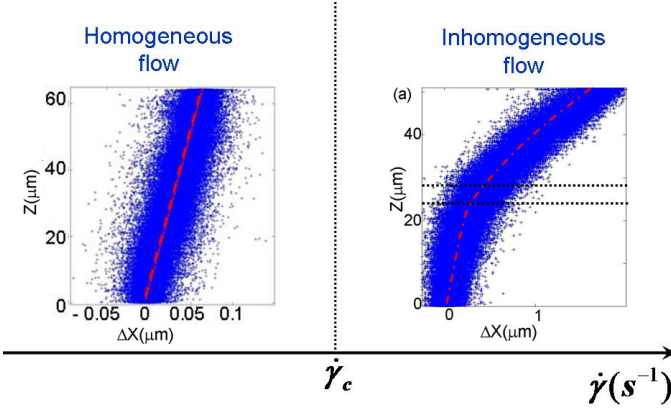 Homogeneous
flow
Inhomogeneous
flow
(a)
60
40
20
0
Z(μm)
- 0.05
0
0.05
0.1
ΔX(μm)
40
20
0
Z(μm)
0
1
ΔX(μm)
γ̇c
γ̇(s⁻¹)